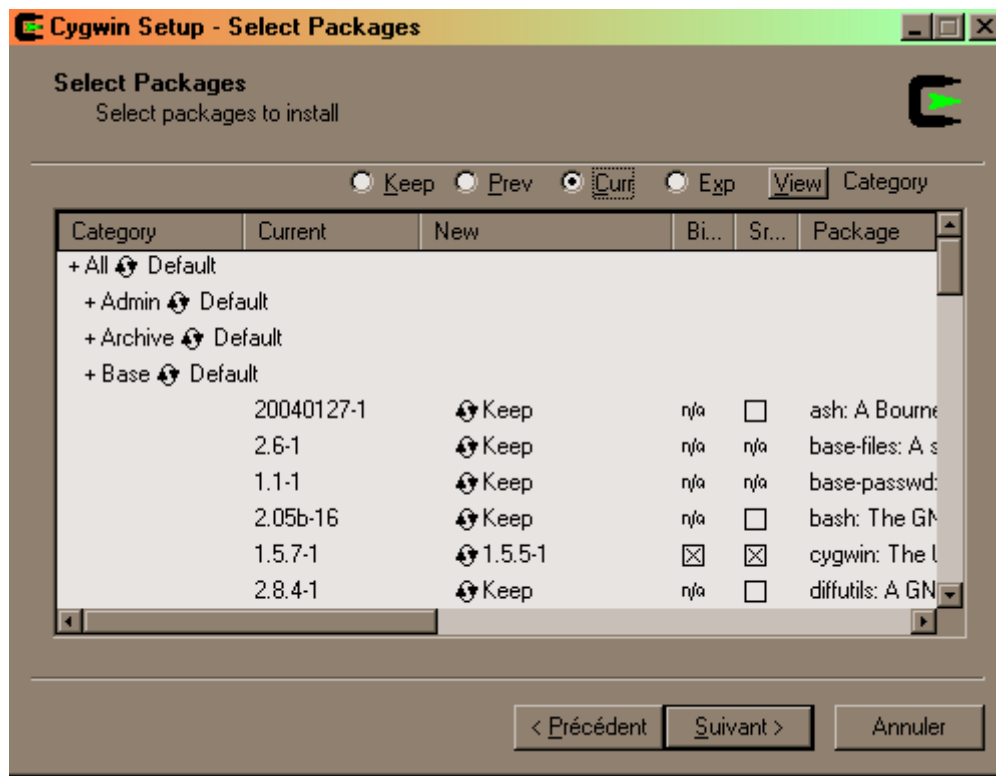 Cygwin Setup - Select Packages
Select Packages
Select packages to install
Keep Prev Curr Exp View Category
Category Current New Bi... Sr... Package
+ All Default
+ Admin Default
+ Archive Default
+ Base Default
20040127-1 Keep n/a ash: A Bourne
2.6-1 Keep n/a n/a base-files: A s
1.1-1 Keep n/a n/a base-passwd:
2.05b-16 Keep n/a bash: The GN
1.5.7-1 1.5.5-1 cygwin: The U
2.8.4-1 Keep n/a diffutils: A GN
< Précédent Suivant > Annuler